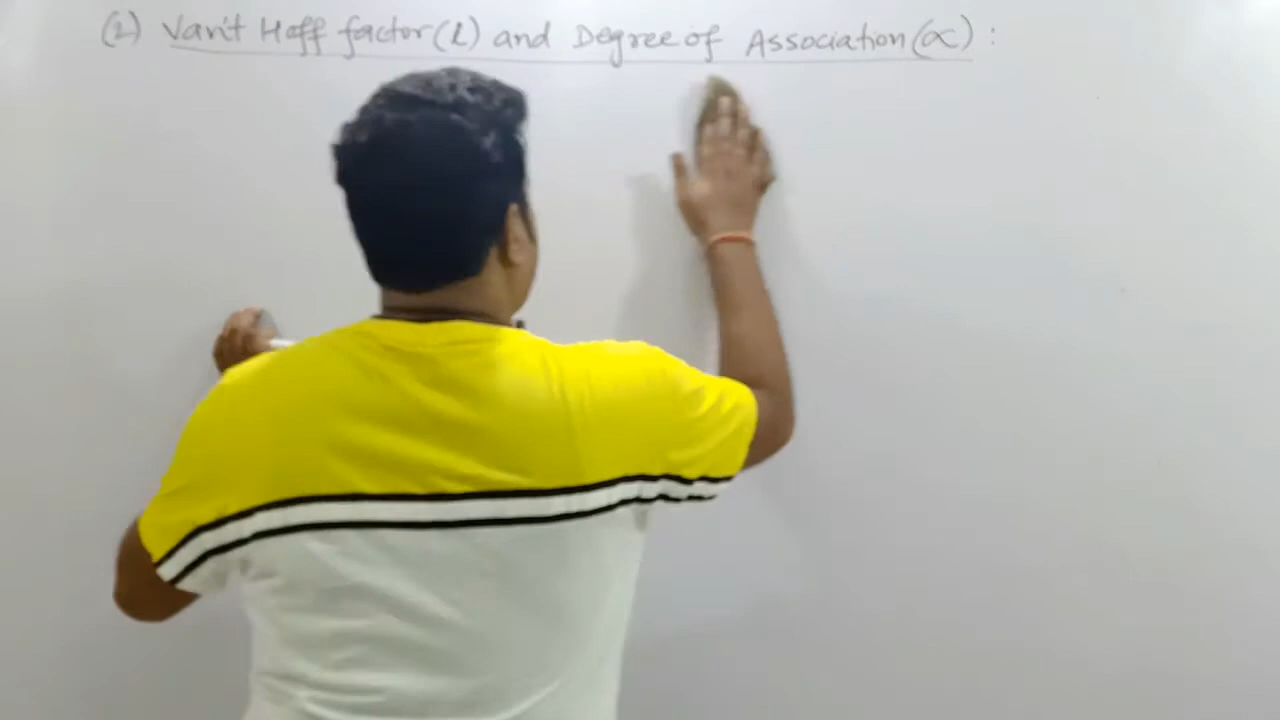 (2) Van't Hoff factor (i) and Degree of Association (α) :